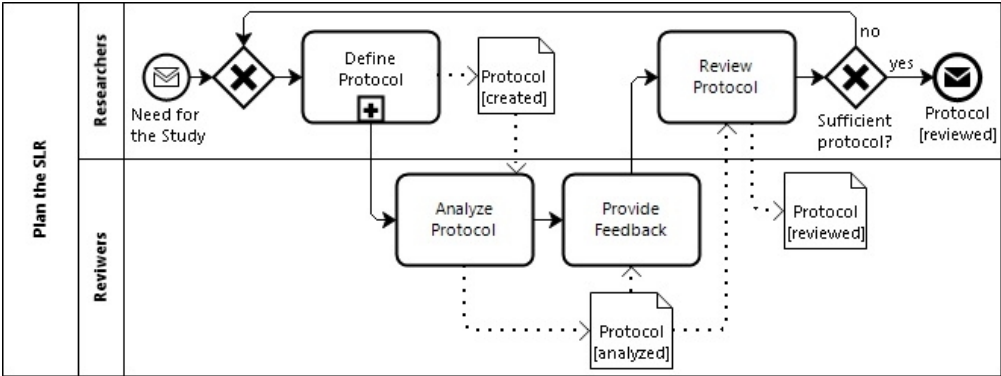 Plan the SLR
Researchers
Need for
the Study
Define
Protocol
Protocol
[created]
Review
Protocol
no
yes
Sufficient
protocol?
Protocol
[reviewed]
Reviwers
Analyze
Protocol
Provide
Feedback
Protocol
[reviewed]
Protocol
[analyzed]